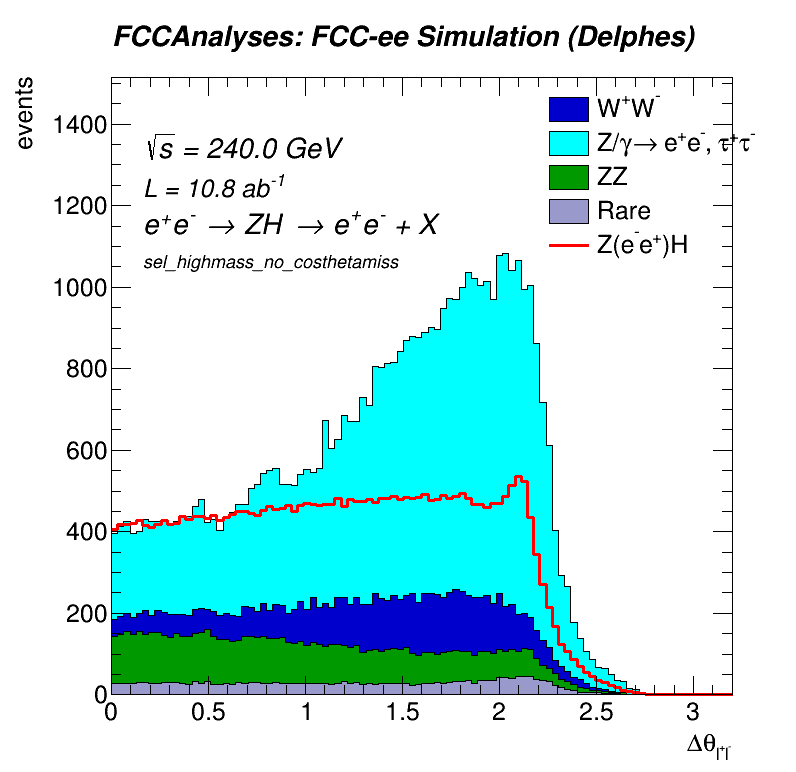 FCCAnalyses: FCC-ee Simulation (Delphes)
events
√s = 240.0 GeV
L = 10.8 ab⁻¹
e⁺e⁻ → ZH → e⁺e⁻ + X
sel_highmass_no_costhetamiss
W⁺W⁻
Z/γ → e⁺e⁻, τ⁺τ⁻
ZZ
Rare
Z(e⁻e⁺)H
1400
1200
1000
800
600
400
200
0
0 0.5 1 1.5 2 2.5 3
Δθ_l⁺l⁻